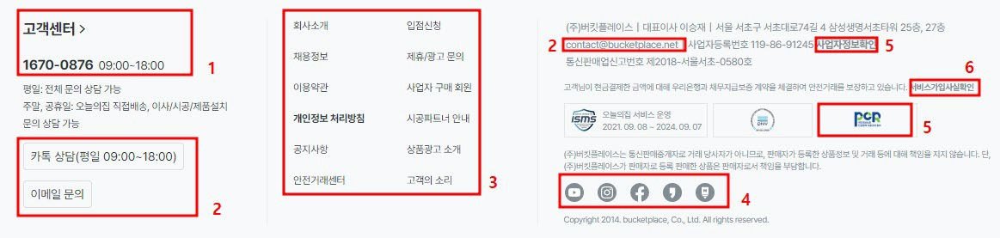 고객센터 >
1670-0876 09:00~18:00
1
평일: 전체 문의 상담 가능
주말, 공휴일: 오늘의집 직접배송, 이사/시공/제품설치
문의 상담 가능
카톡 상담(평일 09:00~18:00)
이메일 문의
2
회사소개 입점신청
채용정보 제휴/광고 문의
이용약관 사업자 구매 회원
개인정보 처리방침 시공파트너 안내
공지사항 상품광고 소개
안전거래센터 고객의 소리
3
(주)버킷플레이스 | 대표이사 이승재 | 서울 서초구 서초대로74길 4 삼성생명서초타워 25층, 27층
2 contact@bucketplace.net | 사업자등록번호 119-86-91245 사업자정보확인 5
통신판매업신고번호 제2018-서울서초-0580호
6
고객님이 현금결제한 금액에 대해 우리은행과 채무지급보증 계약을 체결하여 안전거래를 보장하고 있습니다. 서비스가입사실확인
ISMS 오늘의집 서비스 운영
2021. 09. 08 ~ 2024. 09. 07
DNV
PCR
5
(주)버킷플레이스는 통신판매중개자로 거래 당사자가 아니므로, 판매자가 등록한 상품정보 및 거래 등에 대해 책임을 지지 않습니다. 단,
(주)버킷플레이스가 판매자로 등록 판매한 상품은 판매자로서 책임을 부담합니다.
4
Copyright 2014. bucketplace, Co., Ltd. All rights reserved.